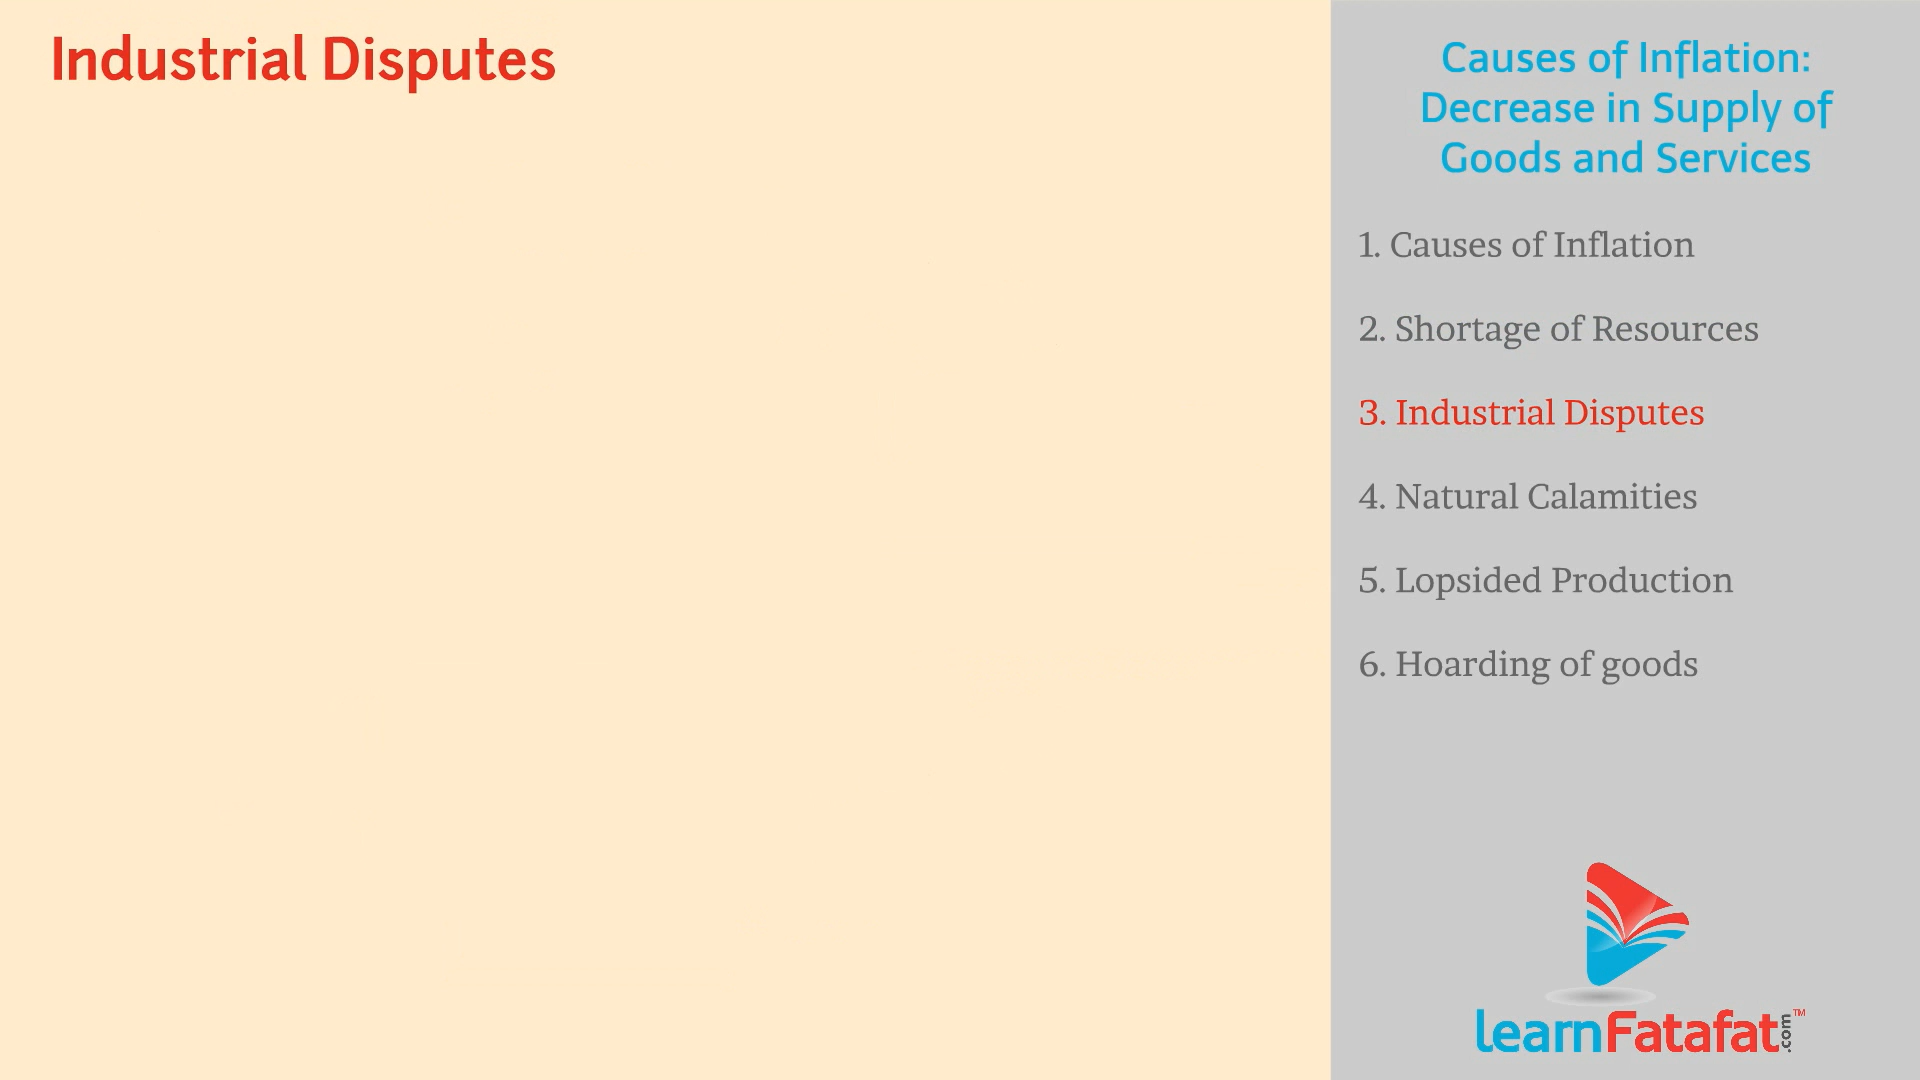 Industrial Disputes
Causes of Inflation:
Decrease in Supply of
Goods and Services
1. Causes of Inflation
2. Shortage of Resources
3. Industrial Disputes
4. Natural Calamities
5. Lopsided Production
6. Hoarding of goods
learnFatafat.com™